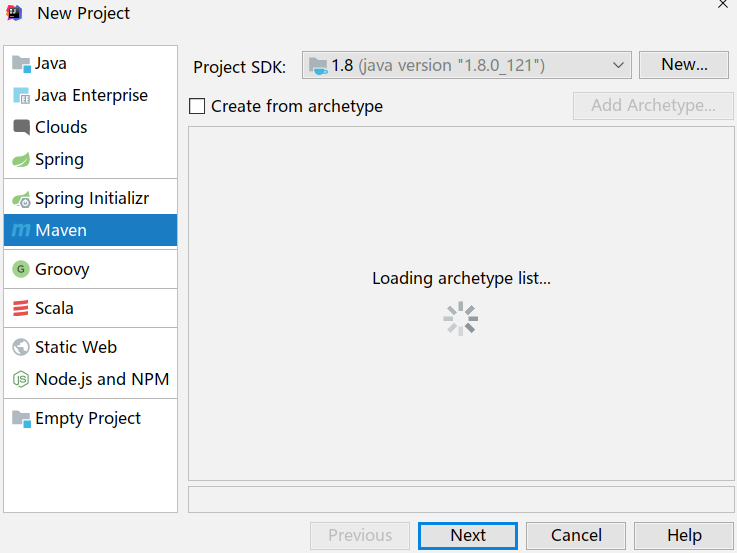 New Project
Java
Java Enterprise
Clouds
Spring
Spring Initializr
Maven
Groovy
Scala
Static Web
Node.js and NPM
Empty Project
Project SDK: 1.8 (java version "1.8.0_121") New...
Create from archetype Add Archetype...
Loading archetype list...
Previous Next Cancel Help